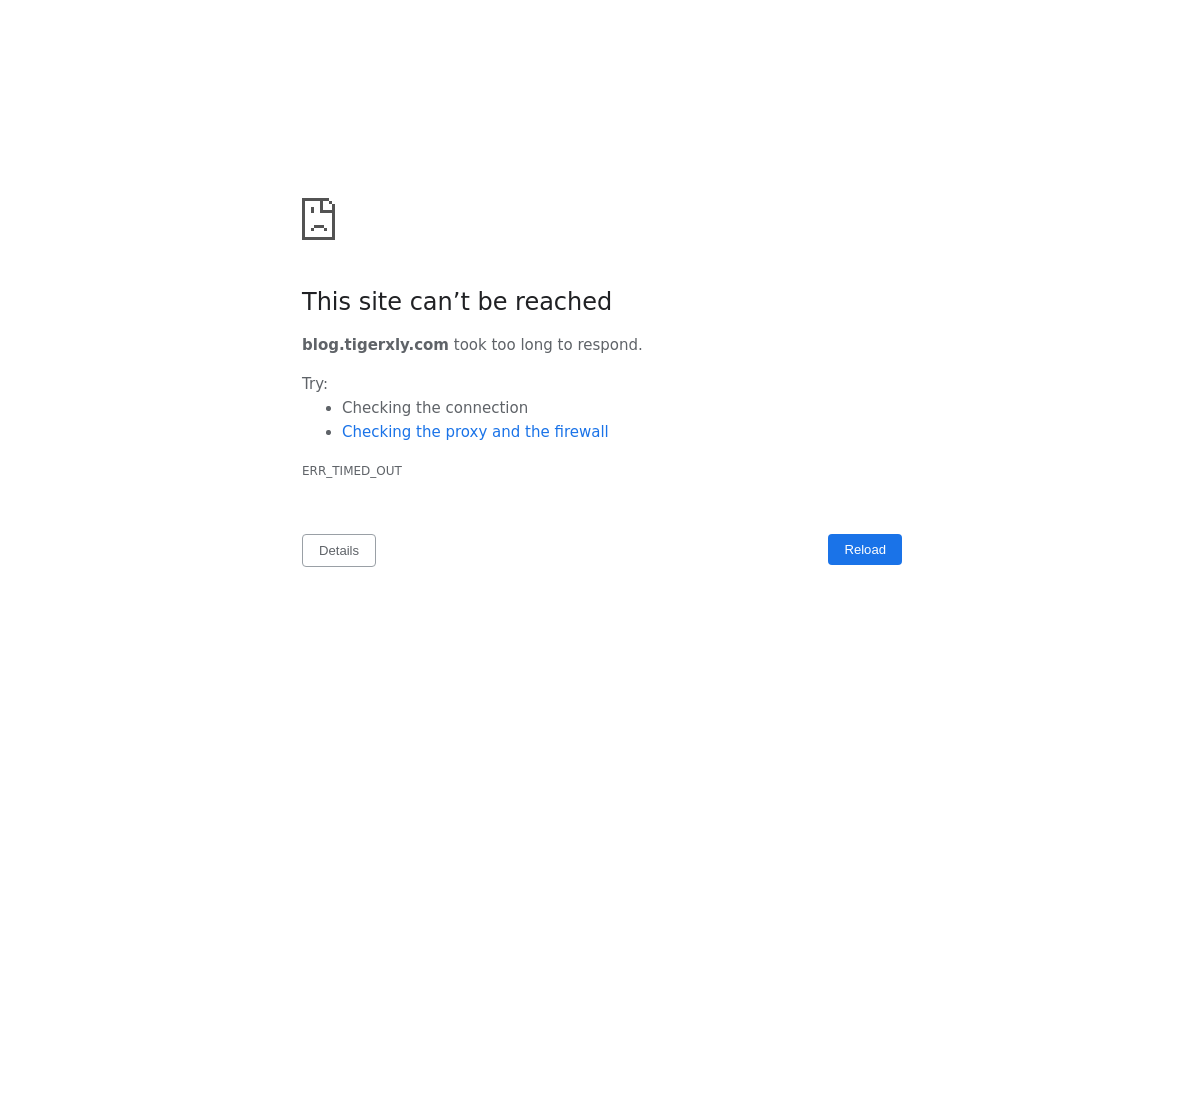 This site can’t be reached
blog.tigerxly.com took too long to respond.
Try:
Checking the connection
Checking the proxy and the firewall
ERR_TIMED_OUT
Details
Reload